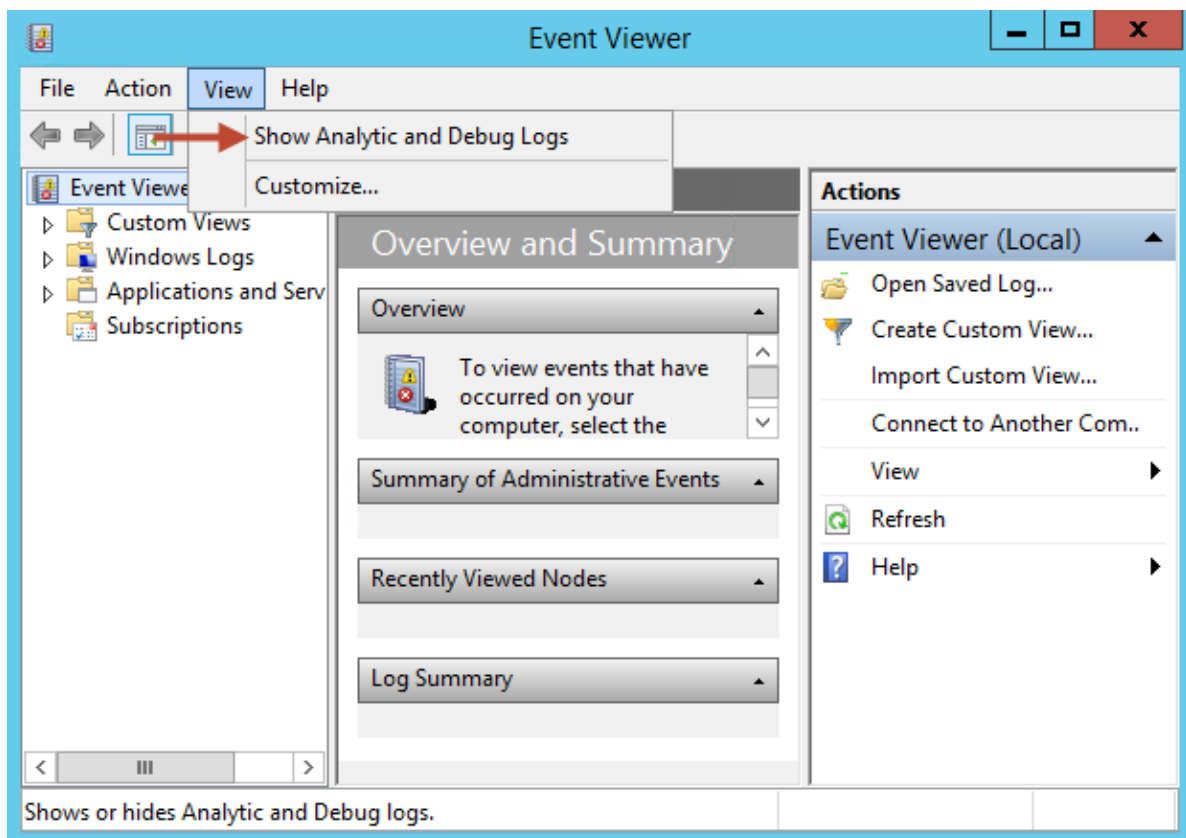 Event Viewer
File Action View Help
Show Analytic and Debug Logs
Customize...
Event Viewe
Custom Views
Windows Logs
Applications and Serv
Subscriptions
Overview and Summary
Overview
To view events that have
occurred on your
computer, select the
Summary of Administrative Events
Recently Viewed Nodes
Log Summary
Actions
Event Viewer (Local)
Open Saved Log...
Create Custom View...
Import Custom View...
Connect to Another Com..
View
Refresh
Help
Shows or hides Analytic and Debug logs.